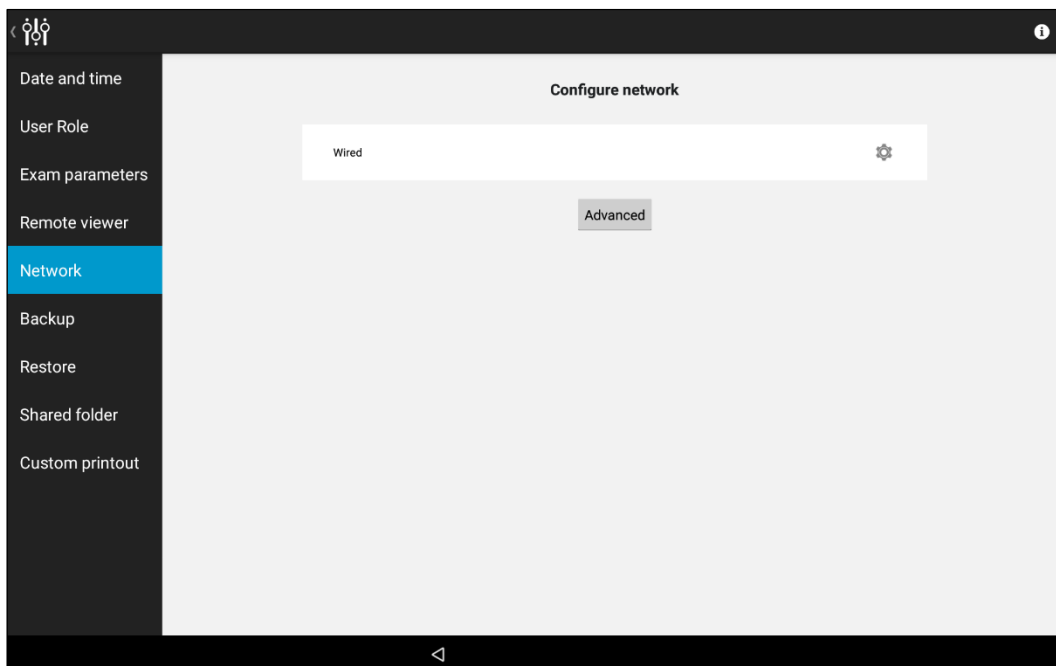 Date and time
User Role
Exam parameters
Remote viewer
Network
Backup
Restore
Shared folder
Custom printout
Configure network
Wired
Advanced